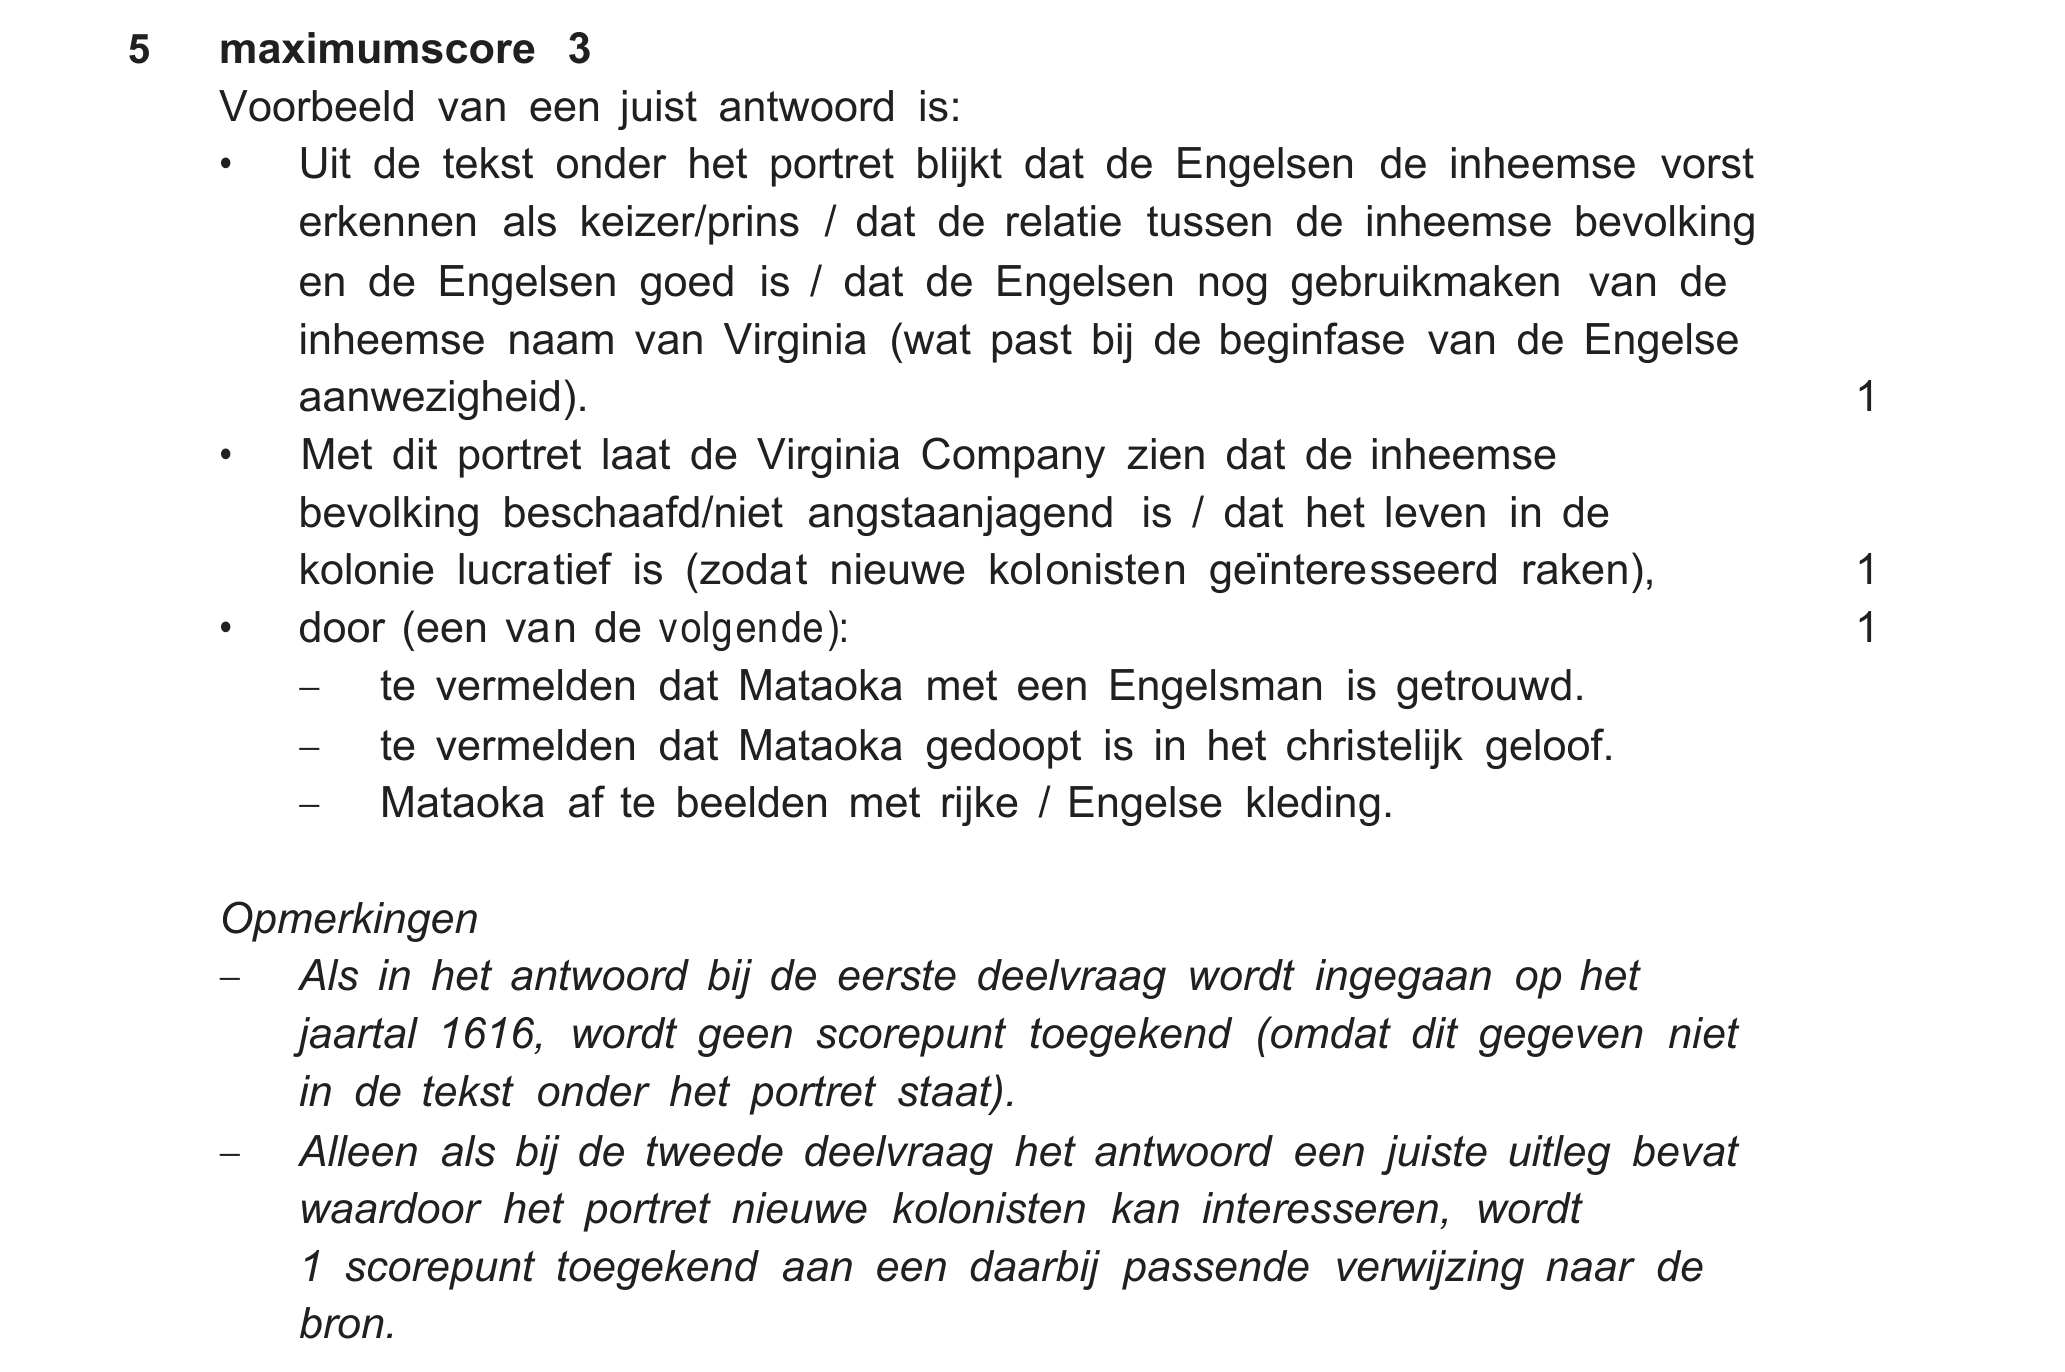 5 maximumscore 3
Voorbeeld van een juist antwoord is:
• Uit de tekst onder het portret blijkt dat de Engelsen de inheemse vorst
erkennen als keizer/prins / dat de relatie tussen de inheemse bevolking
en de Engelsen goed is / dat de Engelsen nog gebruikmaken van de
inheemse naam van Virginia (wat past bij de beginfase van de Engelse
aanwezigheid). 1
• Met dit portret laat de Virginia Company zien dat de inheemse
bevolking beschaafd/niet angstaanjagend is / dat het leven in de
kolonie lucratief is (zodat nieuwe kolonisten geïnteresseerd raken), 1
• door (een van de volgende): 1
− te vermelden dat Mataoka met een Engelsman is getrouwd.
− te vermelden dat Mataoka gedoopt is in het christelijk geloof.
− Mataoka af te beelden met rijke / Engelse kleding.
Opmerkingen
− Als in het antwoord bij de eerste deelvraag wordt ingegaan op het
jaartal 1616, wordt geen scorepunt toegekend (omdat dit gegeven niet
in de tekst onder het portret staat).
− Alleen als bij de tweede deelvraag het antwoord een juiste uitleg bevat
waardoor het portret nieuwe kolonisten kan interesseren, wordt
1 scorepunt toegekend aan een daarbij passende verwijzing naar de
bron.